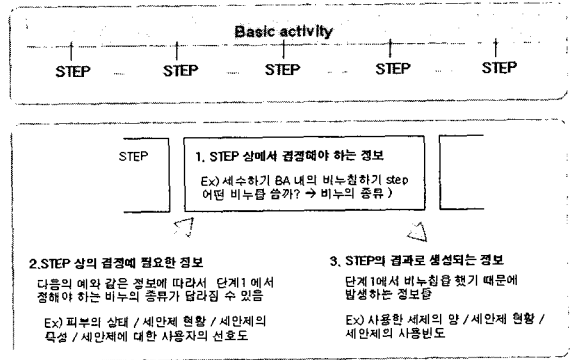 Basic activity
STEP ... STEP ... STEP ... STEP ... STEP
STEP
1. STEP 상에서 결정해야 하는 정보
Ex) 세수하기 BA 내의 비누칠하기 step
어떤 비누를 쓸까? → 비누의 종류 )
2.STEP 상의 결정에 필요한 정보
다음의 예와 같은 정보에 따라서 단계1 에서
정해야 하는 비누의 종류가 달라질 수 있음
Ex) 피부의 상태 / 세안제 현황 / 세안제의
특성 / 세안제에 대한 사용자의 선호도
3. STEP의 결과로 생성되는 정보
단계1에서 비누칠을 했기 때문에
발생하는 정보들
Ex) 사용한 세제의 양 / 세안제 현황 /
세안제의 사용빈도